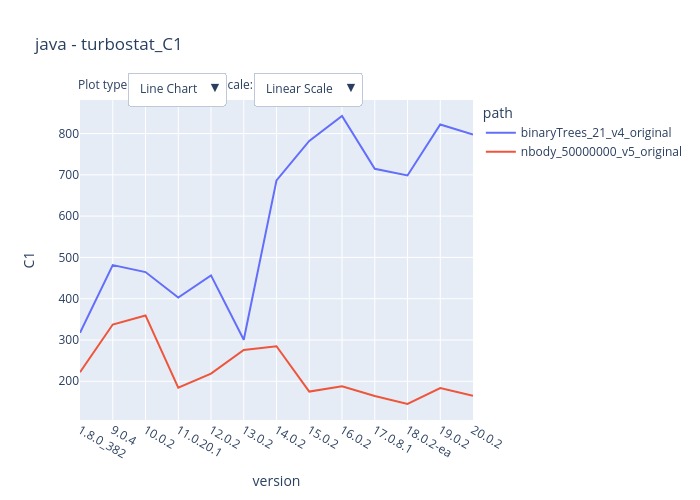 java - turbostat_C1
Plot type
Line Chart ▼
cale:
Linear Scale ▼
path
binaryTrees_21_v4_original
nbody_50000000_v5_original
C1
800
700
600
500
400
300
200
1.8.0_382
9.0.4
10.0.2
11.0.20.1
12.0.2
13.0.2
14.0.2
15.0.2
16.0.2
17.0.8.1
18.0.2-ea
19.0.2
20.0.2
version